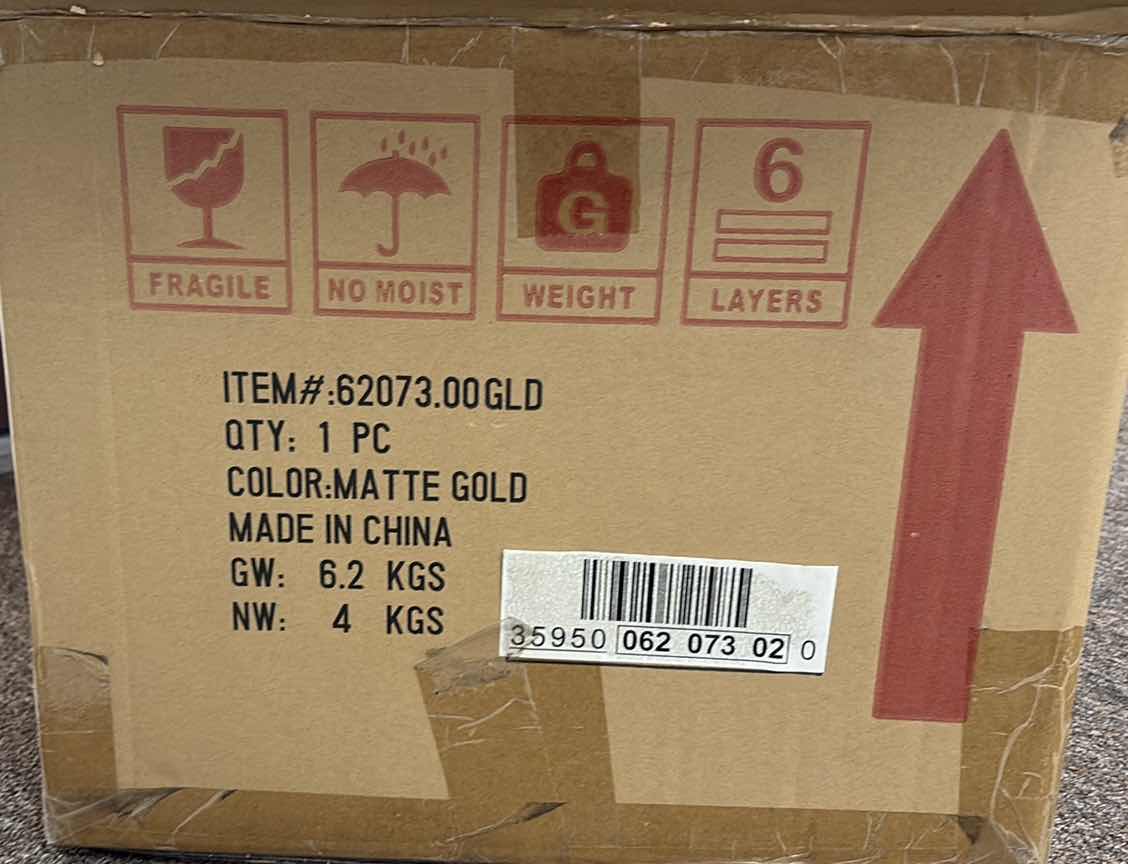 G
6
FRAGILE NO MOIST WEIGHT LAYERS
ITEM#:62073.00GLD
QTY: 1 PC
COLOR:MATTE GOLD
MADE IN CHINA
GW: 6.2 KGS
NW: 4 KGS
35950 062 073 02 0